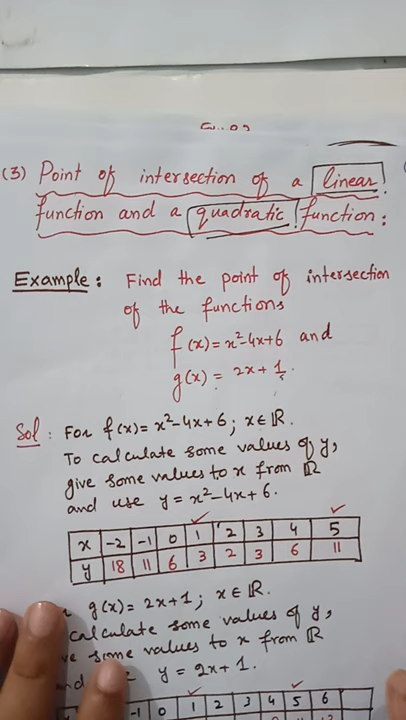 (3) Point of intersection of a linear
function and a quadratic function:
Example: Find the point of intersection
of the functions
f(x) = x²-4x+6 and
g(x) = 2x+1.
Sol: For f(x) = x²-4x+6; x∈ℝ.
To calculate some values of y,
give some values to x from ℝ
and use y = x²-4x+6.
x -2 -1 0 1 2 3 4 5
y 18 11 6 3 2 3 6 11
g(x) = 2x+1; x∈ℝ.
calculate some values of y,
some values to x from ℝ
y = 2x+1.
-1 0 1 2 3 4 5 6